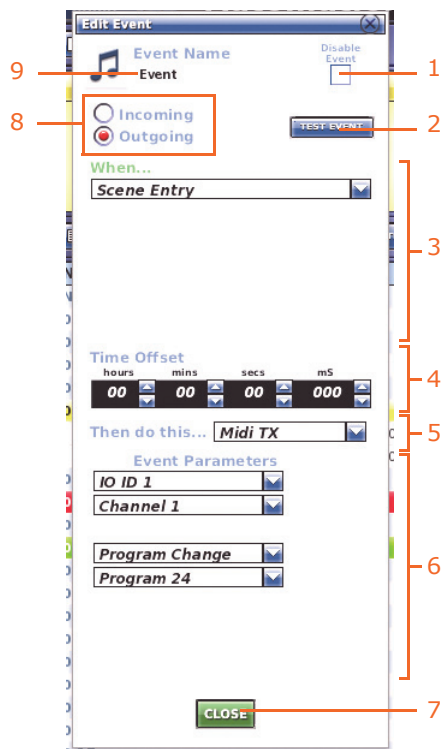 Edit Event
Event Name
Disable
Event
9
Event
1
8
Incoming
Outgoing
TEST EVENT
2
When...
Scene Entry
3
Time Offset
hours mins secs mS
00 00 00 000
4
Then do this... Midi TX
5
Event Parameters
IO ID 1
Channel 1
Program Change
Program 24
6
CLOSE
7